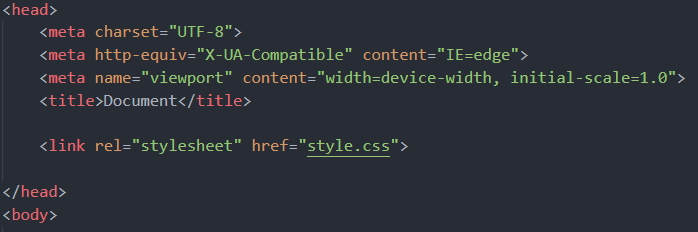 <head>
<meta charset="UTF-8">
<meta http-equiv="X-UA-Compatible" content="IE=edge">
<meta name="viewport" content="width=device-width, initial-scale=1.0">
<title>Document</title>
<link rel="stylesheet" href="style.css">
</head>
<body>